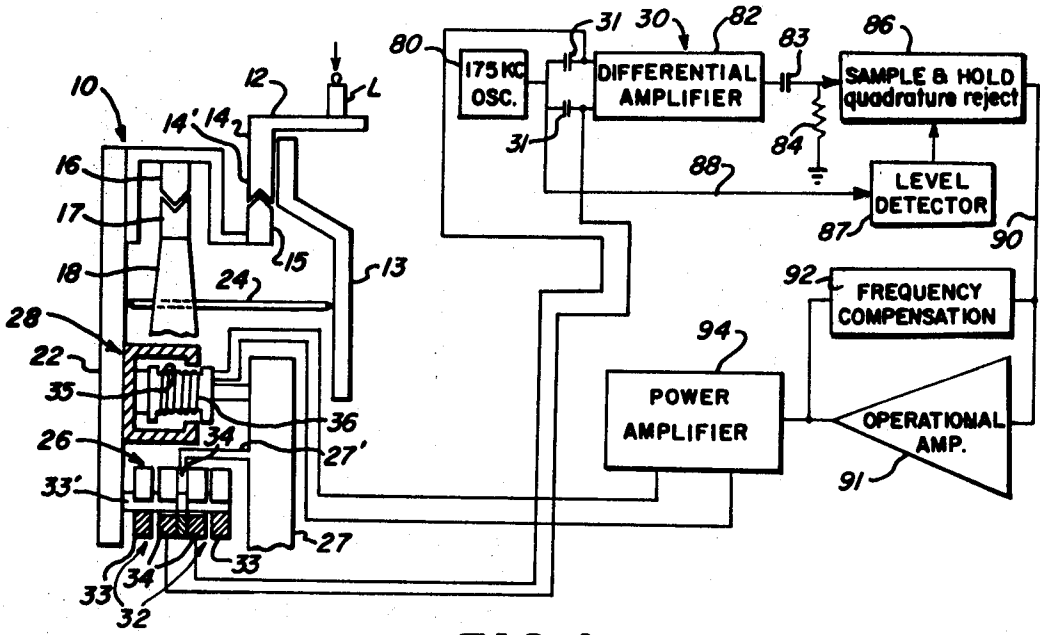 80
31
30
82
83
86
175 KC
OSC.
DIFFERENTIAL
AMPLIFIER
SAMPLE & HOLD
quadrature reject
31
84
88
LEVEL
DETECTOR
87
90
10
12
L
14
14'
16
17
15
18
13
24
28
22
35
36
34
26
27'
33'
27
33
34
33
32
92
FREQUENCY
COMPENSATION
94
POWER
AMPLIFIER
OPERATIONAL
AMP.
91